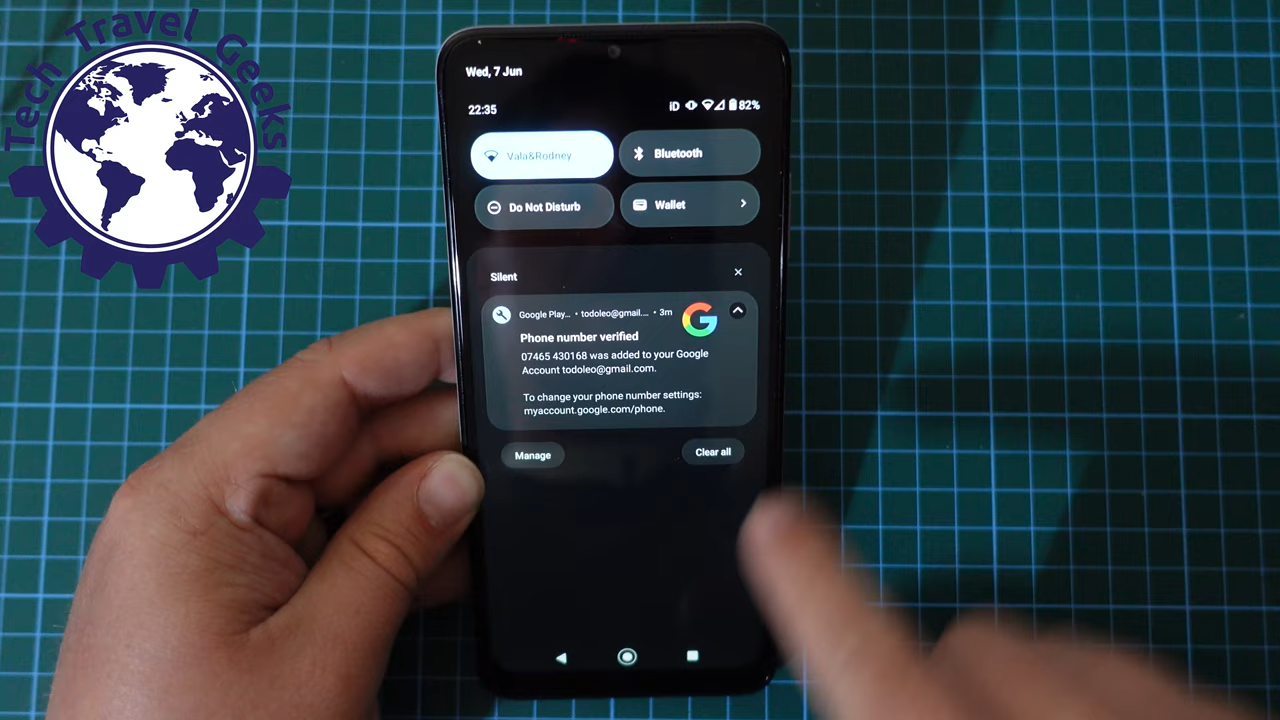 Tech Travel Geeks
Wed, 7 Jun
22:35
iD
82%
Vala&Rodney
Bluetooth
Do Not Disturb
Wallet
Silent
Google Play… • todoleo@gmail.… • 3m
Phone number verified
07465 430168 was added to your Google
Account todoleo@gmail.com.
To change your phone number settings:
myaccount.google.com/phone.
Manage
Clear all